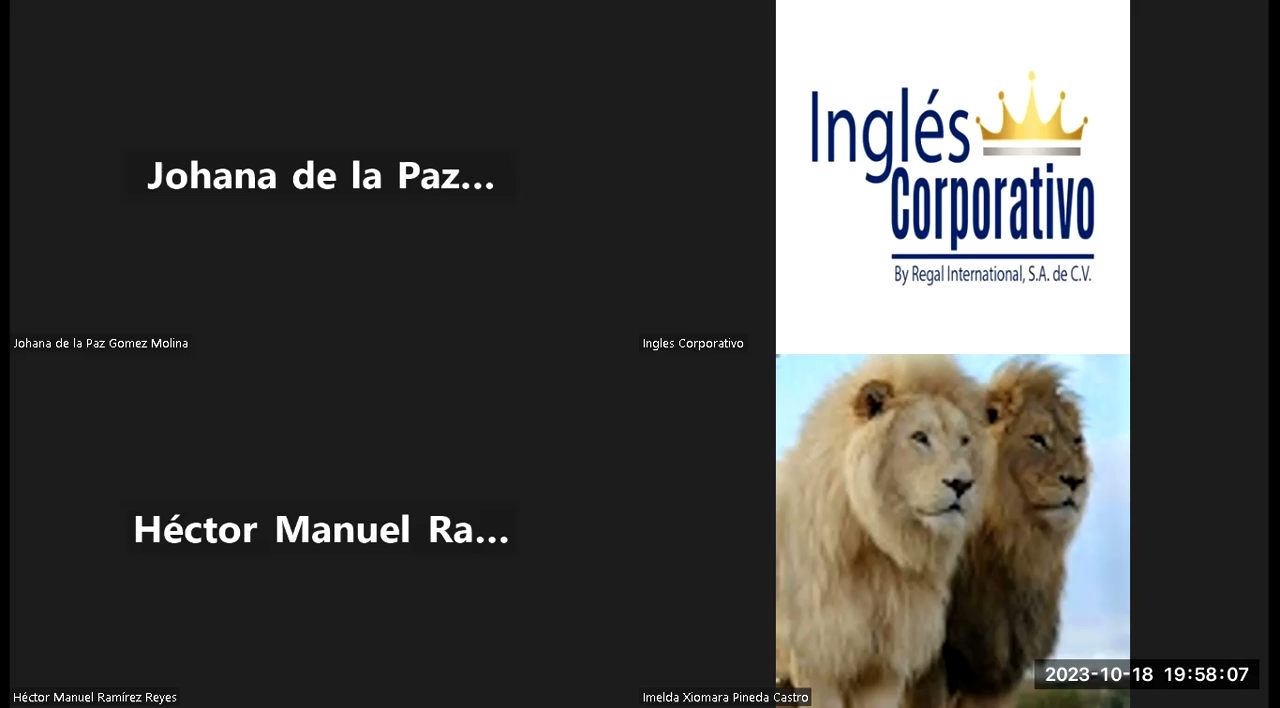 Johana de la Paz...
Inglés
Corporativo
By Regal International, S.A. de C.V.
Johana de la Paz Gomez Molina
Ingles Corporativo
Héctor Manuel Ra...
2023-10-18 19:58:07
Héctor Manuel Ramírez Reyes
Imelda Xiomara Pineda Castro